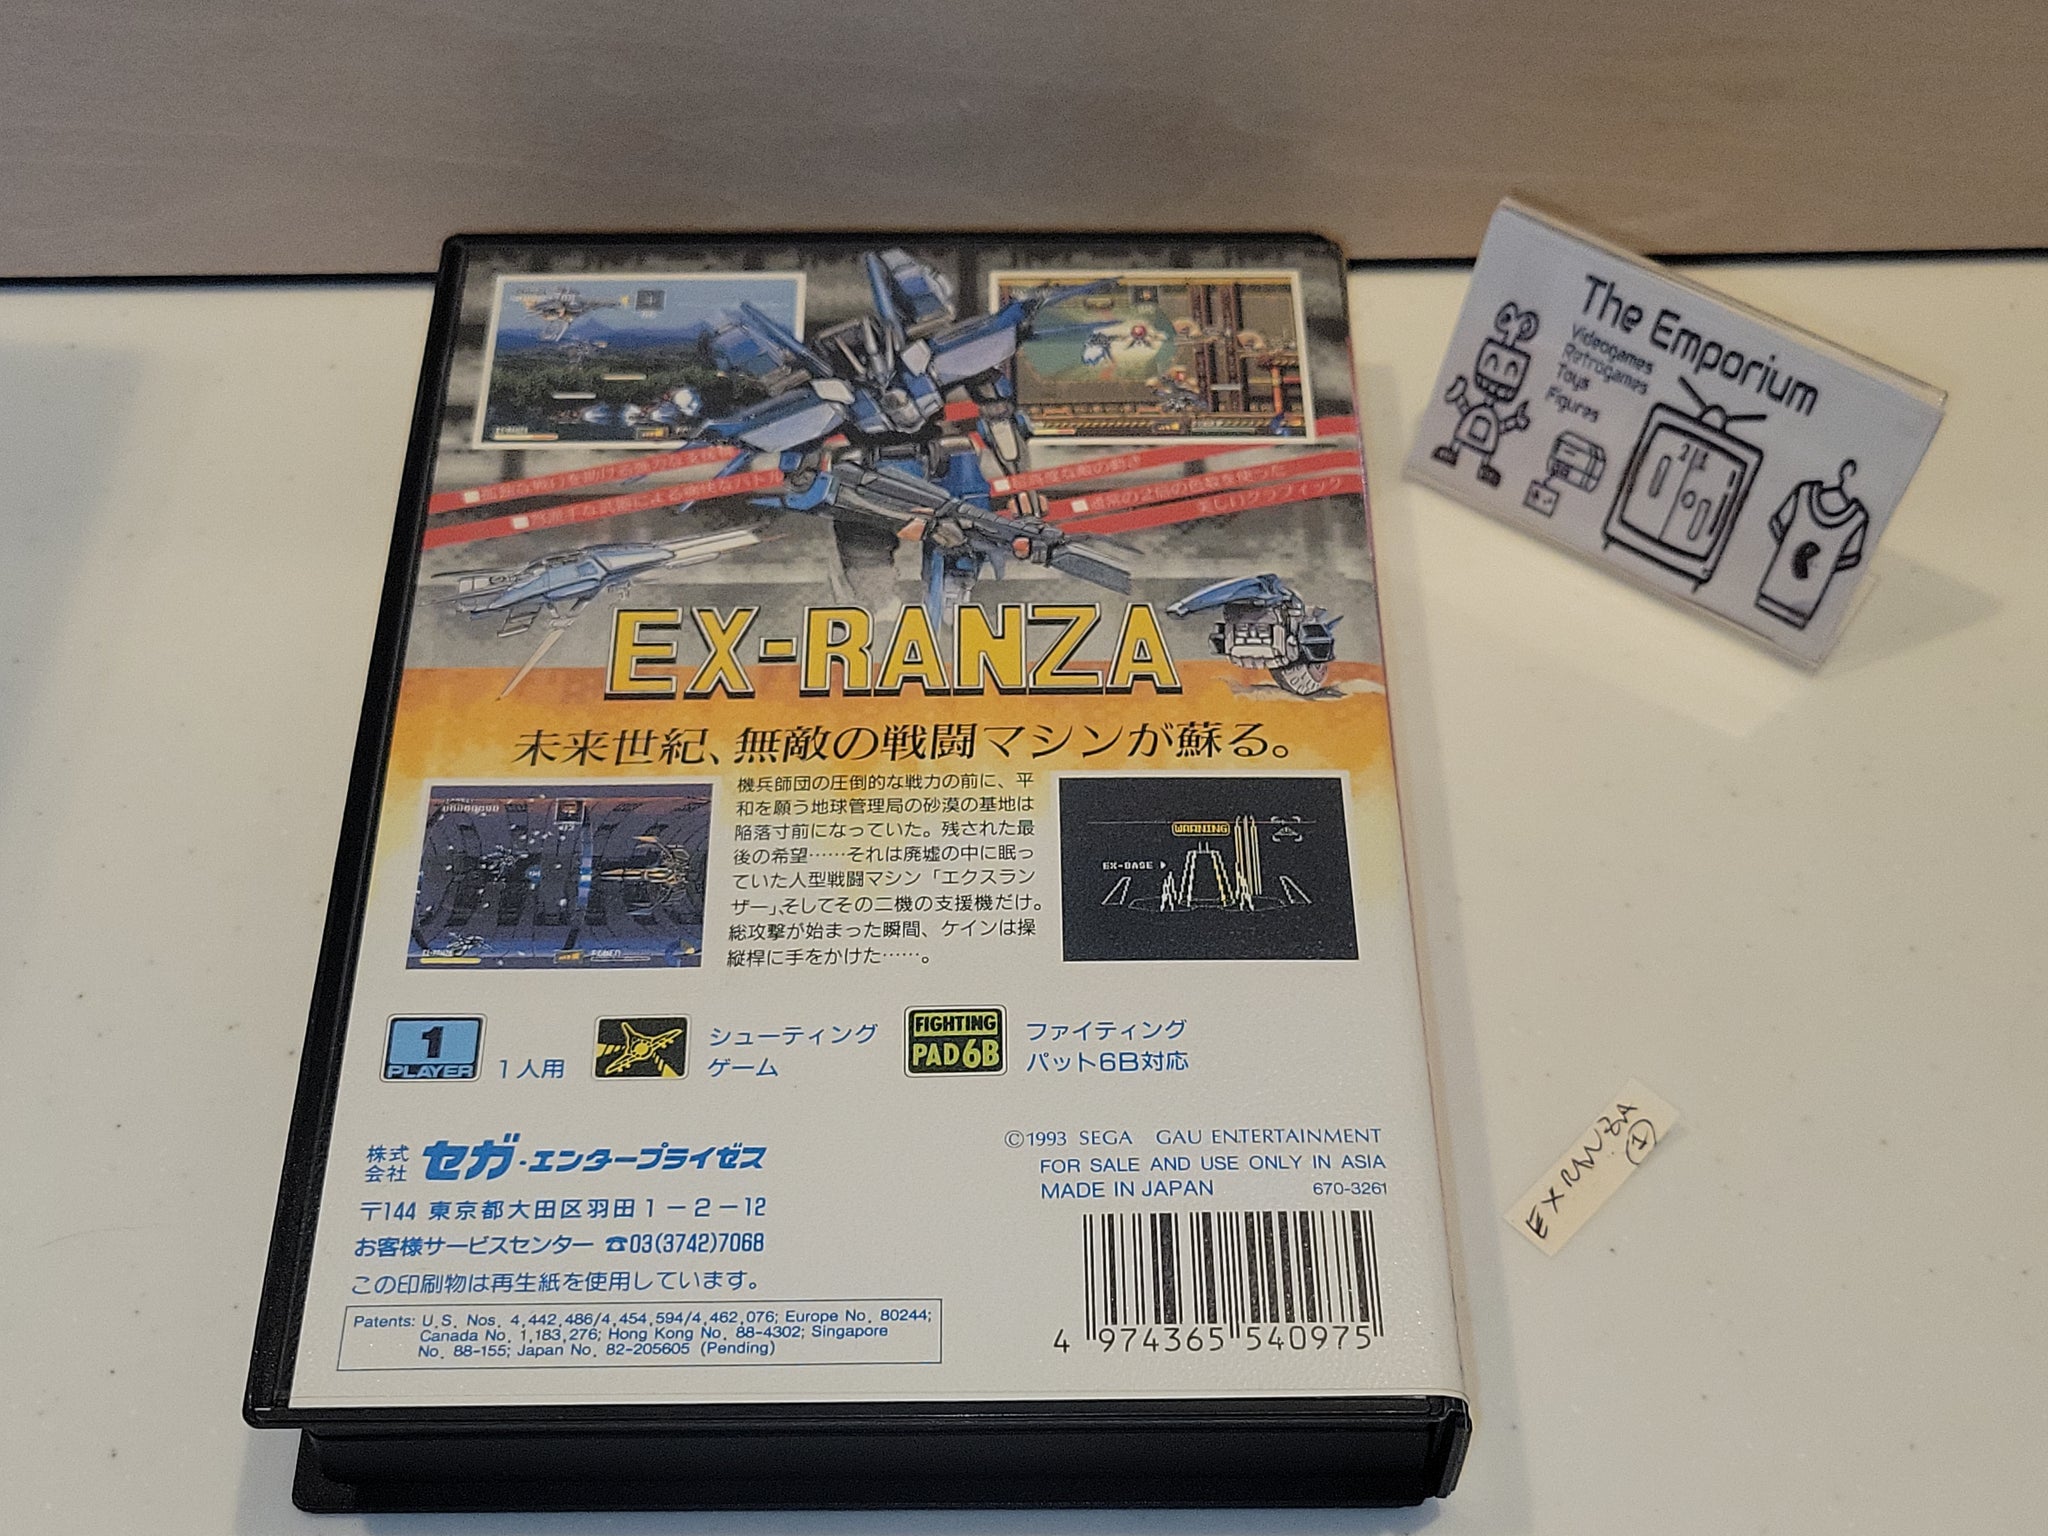 The Emporium
Videogames
Retrogames
Toys
Figures
EX-RANZA
未来世紀、無敵の戦闘マシンが蘇る。
機兵師団の圧倒的な戦力の前に、平
和を願う地球管理局の砂漠の基地は
陥落寸前になっていた。残された最
後の希望……それは廃墟の中に眠っ
ていた人型戦闘マシン「エクスラン
ザー」、そしてその二機の支援機だけ。
総攻撃が始まった瞬間、ケインは操
縦桿に手をかけた……。
WARNING
EX-BASE
1
PLAYER
1人用
シューティング
ゲーム
FIGHTING
PAD6B
ファイティング
パット6B対応
株式
会社
セガ・エンタープライゼス
〒144 東京都大田区羽田1-2-12
お客様サービスセンター ☎03(3742)7068
この印刷物は再生紙を使用しています。
Patents: U.S. Nos. 4,442,486/4,454,594/4,462,076; Europe No. 80244;
Canada No. 1,183,276; Hong Kong No. 88-4302; Singapore
No. 88-155; Japan No. 82-205605 (Pending)
©1993 SEGA GAU ENTERTAINMENT
FOR SALE AND USE ONLY IN ASIA
MADE IN JAPAN 670-3261
4 974365 540975
EX RANZA